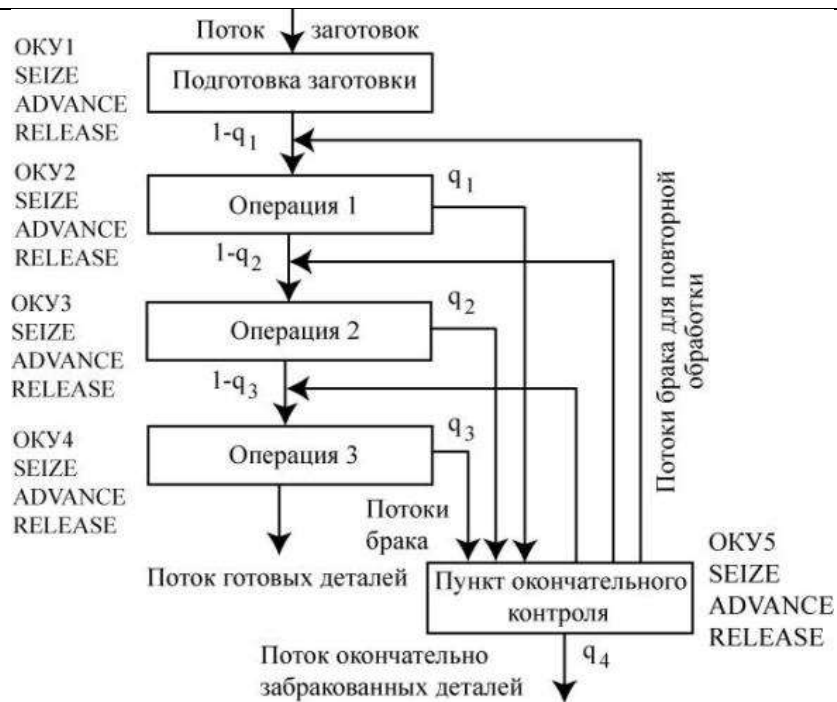 Поток заготовок
ОКУ1
SEIZE
ADVANCE
RELEASE
Подготовка заготовки
1-q1
ОКУ2
SEIZE
ADVANCE
RELEASE
Операция 1
q1
1-q2
ОКУ3
SEIZE
ADVANCE
RELEASE
Операция 2
q2
1-q3
ОКУ4
SEIZE
ADVANCE
RELEASE
Операция 3
q3
Потоки
брака
Поток готовых деталей
Потоки брака для повторной
обработки
Пункт окончательного
контроля
ОКУ5
SEIZE
ADVANCE
RELEASE
Поток окончательно
забракованных деталей
q4